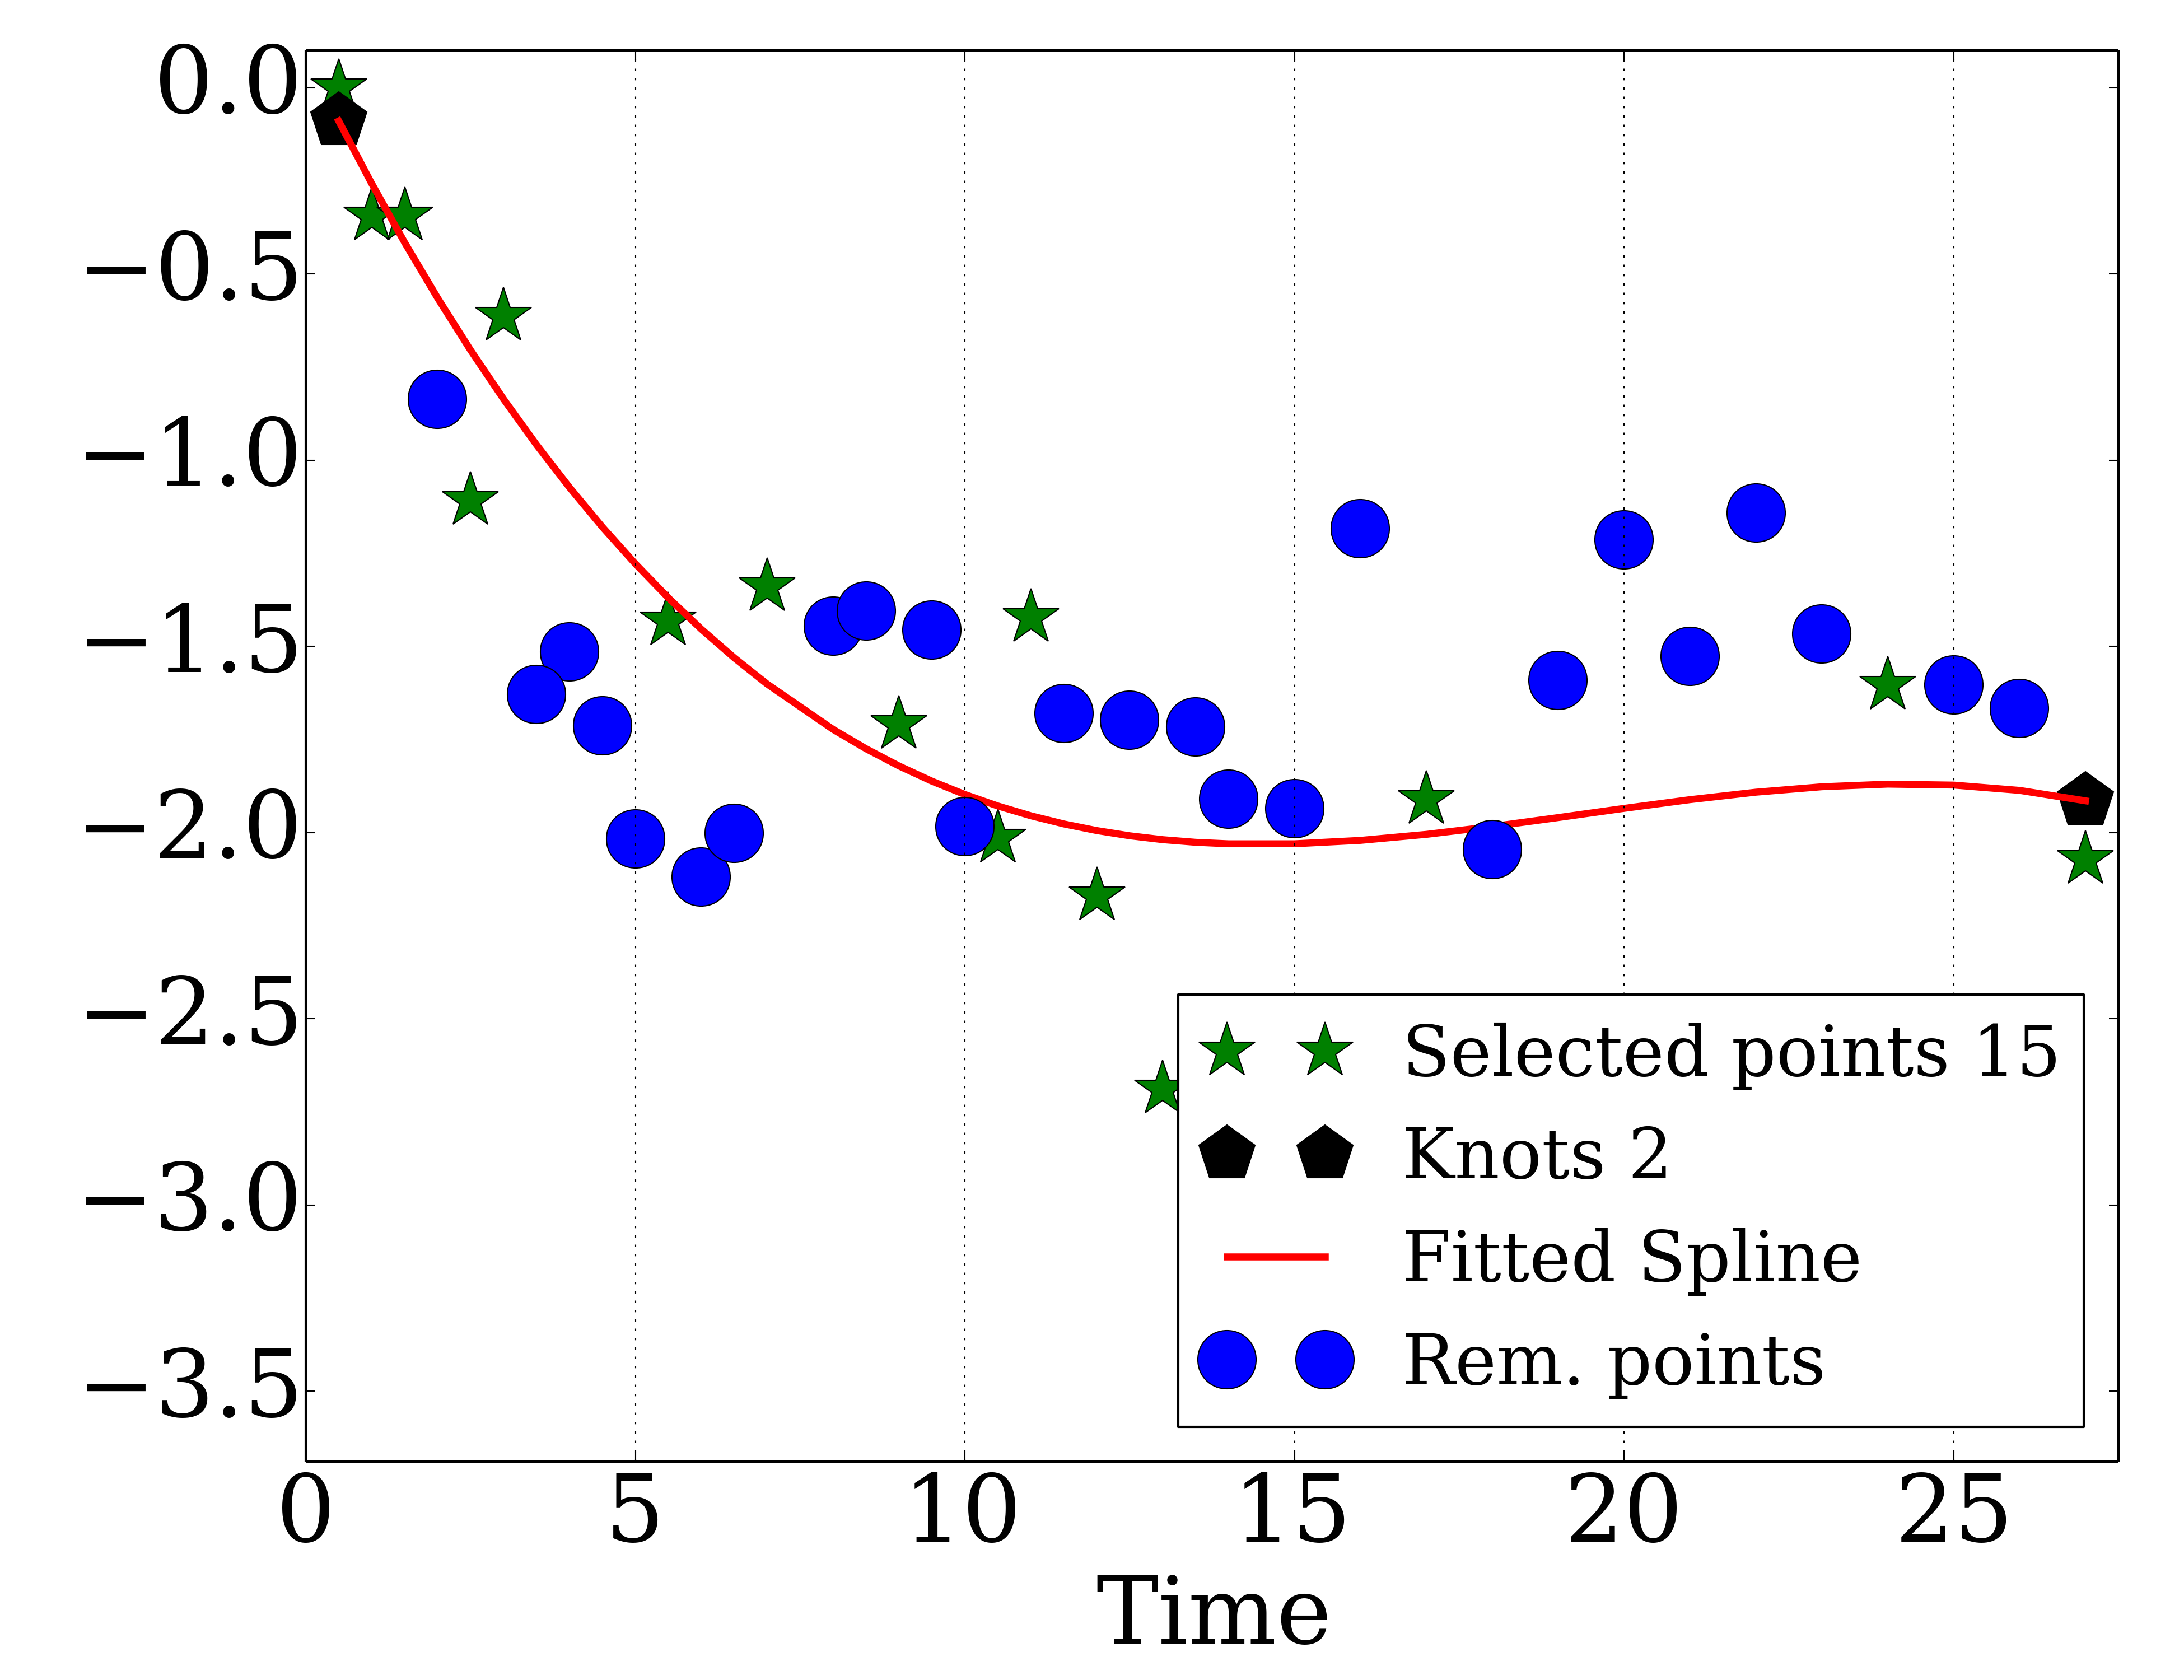 0.0
−0.5
−1.0
−1.5
−2.0
−2.5
−3.0
−3.5
Selected points 15
Knots 2
Fitted Spline
Rem. points
0 5 10 15 20 25
Time